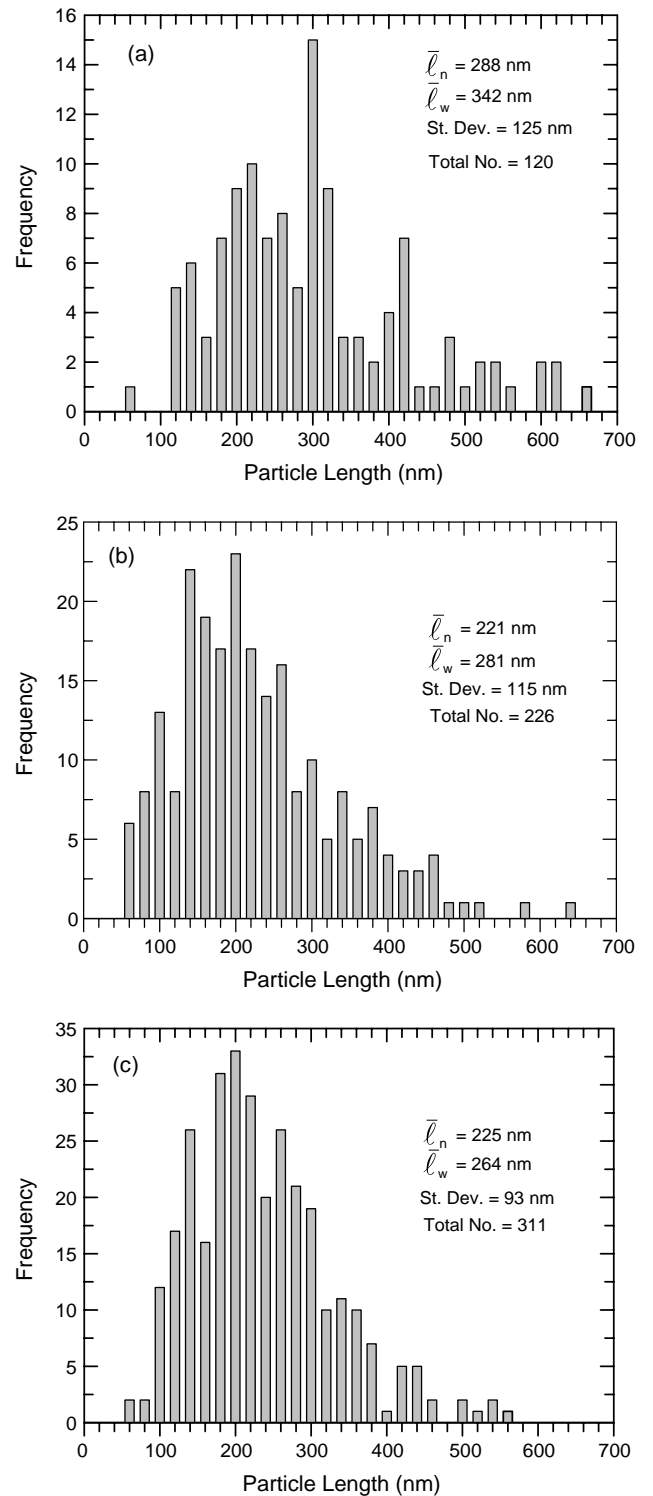 16
14
12
10
8
6
4
2
0
Frequency
(a)
ℓ̄n = 288 nm
ℓ̄w = 342 nm
St. Dev. = 125 nm
Total No. = 120
0 100 200 300 400 500 600 700
Particle Length (nm)
25
20
15
10
5
0
Frequency
(b)
ℓ̄n = 221 nm
ℓ̄w = 281 nm
St. Dev. = 115 nm
Total No. = 226
0 100 200 300 400 500 600 700
Particle Length (nm)
35
30
25
20
15
10
5
0
Frequency
(c)
ℓ̄n = 225 nm
ℓ̄w = 264 nm
St. Dev. = 93 nm
Total No. = 311
0 100 200 300 400 500 600 700
Particle Length (nm)